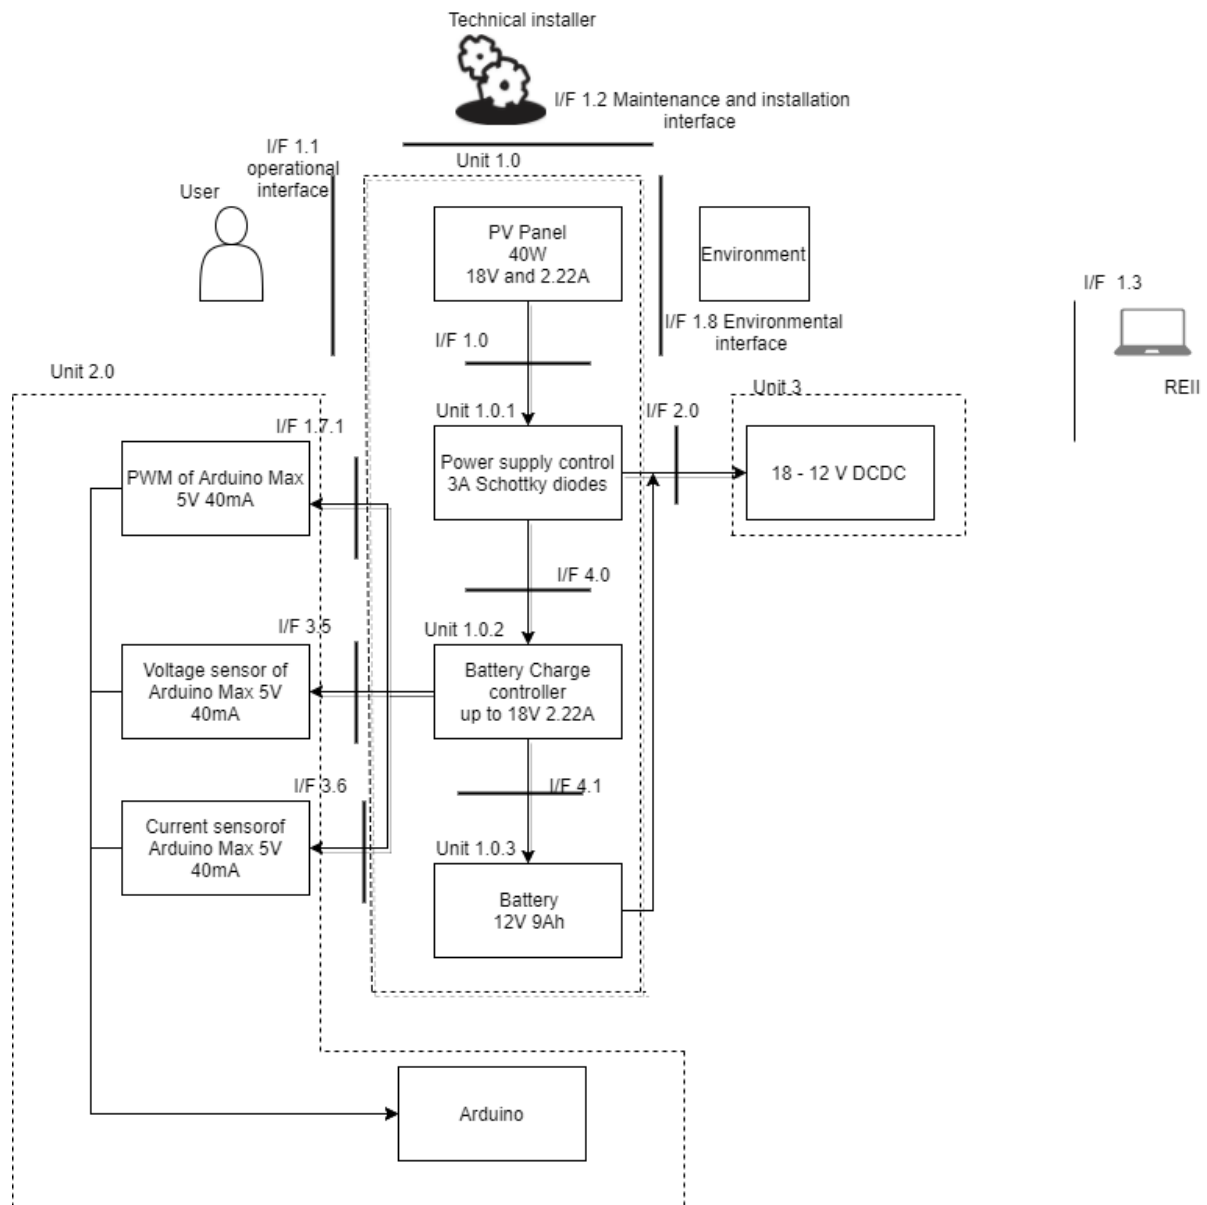 Technical installer
I/F 1.2 Maintenance and installation
interface
I/F 1.1
operational
interface
Unit 1.0
User
PV Panel
40W
18V and 2.22A
Environment
I/F 1.3
I/F 1.8 Environmental
interface
I/F 1.0
REII
Unit 2.0
Unit 3
I/F 1.7.1
Unit 1.0.1
I/F 2.0
PWM of Arduino Max
5V 40mA
Power supply control
3A Schottky diodes
18 - 12 V DCDC
I/F 4.0
I/F 3.5
Unit 1.0.2
Voltage sensor of
Arduino Max 5V
40mA
Battery Charge
controller
up to 18V 2.22A
I/F 3.6
I/F 4.1
Current sensorof
Arduino Max 5V
40mA
Unit 1.0.3
Battery
12V 9Ah
Arduino